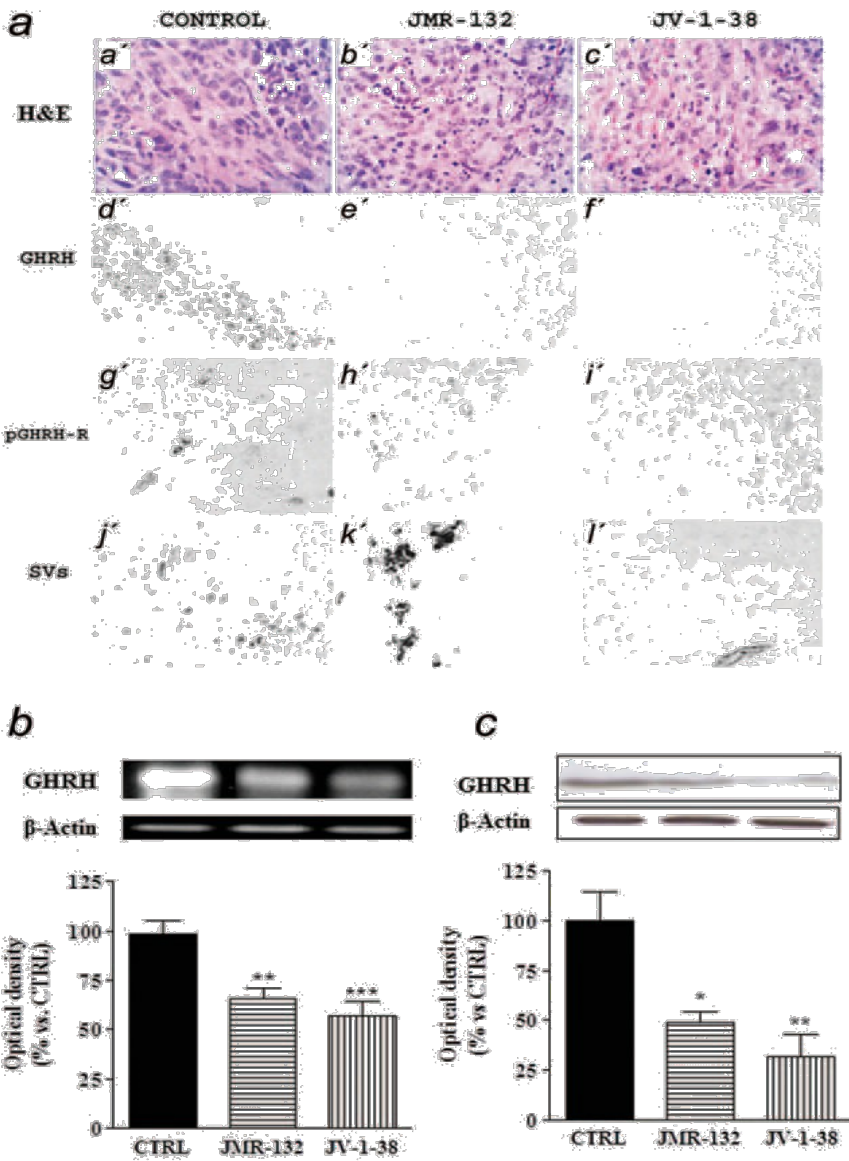 a CONTROL JMR-132 JV-1-38
a´ b´ c´
H&E
d´ e´ f´
GHRH
g´ h´ i´
pGHRH-R
j´ k´ l´
SVs
b
GHRH
β-Actin
125
100
75
50
25
0
Optical density
(% vs. CTRL)
**
***
CTRL JMR-132 JV-1-38
c
GHRH
β-Actin
125
100
75
50
25
0
Optical density
(% vs CTRL)
*
**
CTRL JMR-132 JV-1-38